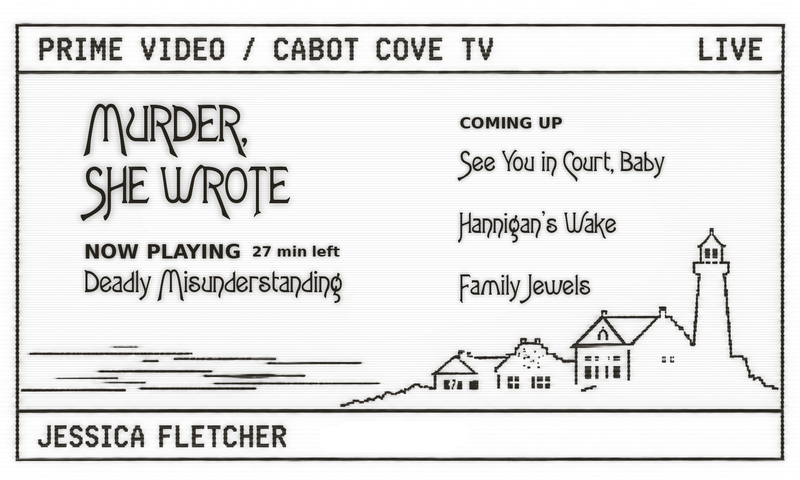 PRIME VIDEO / CABOT COVE TV
LIVE
MURDER,
SHE WROTE
NOW PLAYING 27 min left
Deadly Misunderstanding
COMING UP
See You in Court, Baby
Hannigan's Wake
Family Jewels
JESSICA FLETCHER